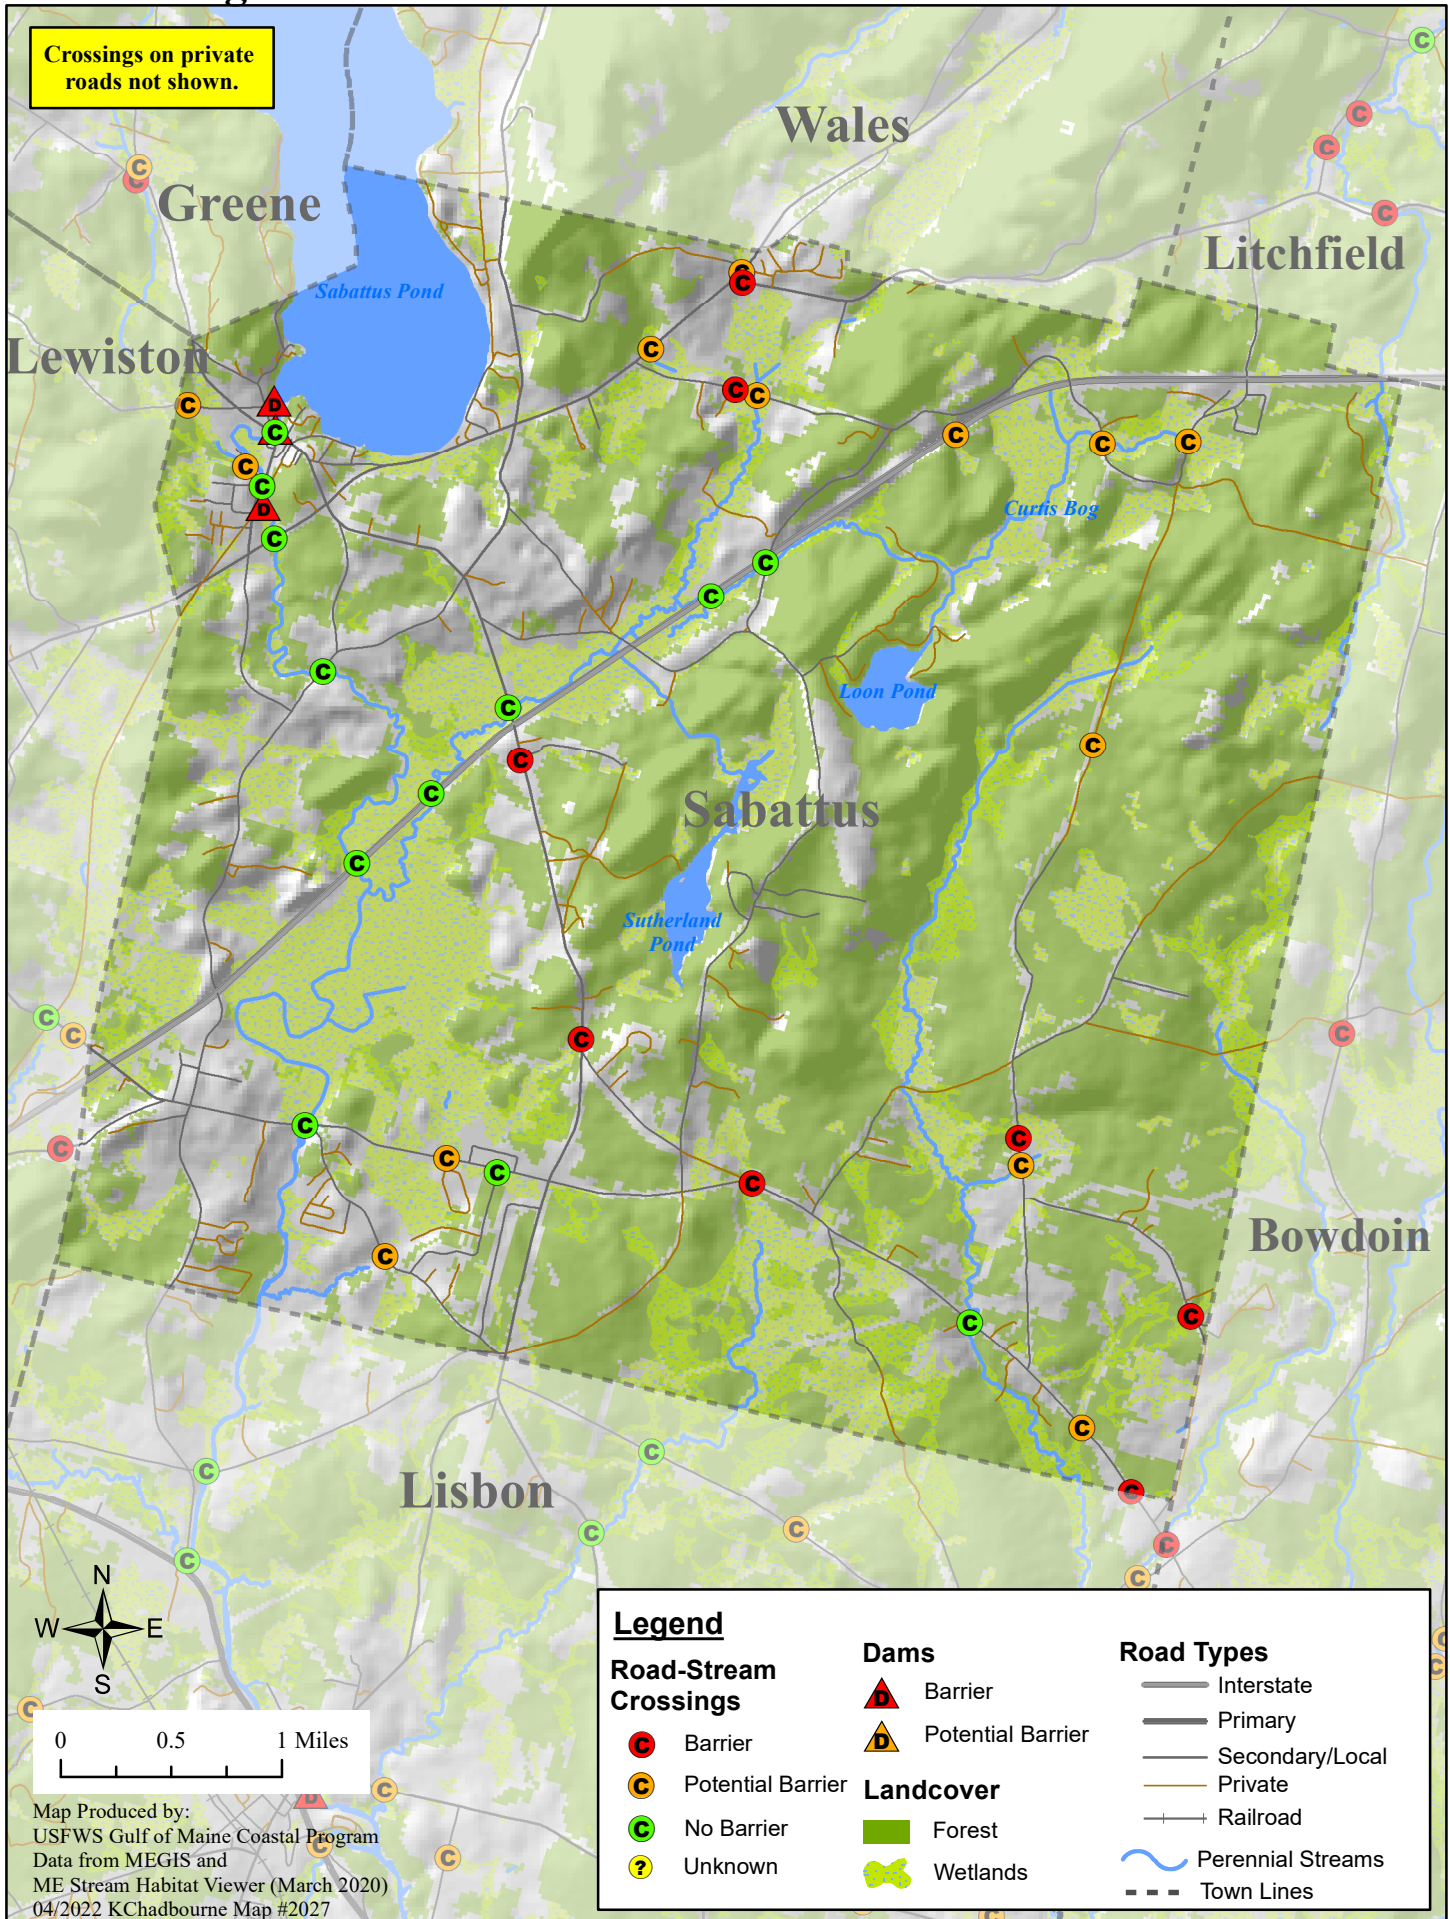 Crossings on private
roads not shown.
Wales
Greene
Litchfield
Sabattus Pond
Lewiston
Curtis Bog
Loon Pond
Sabattus
Sutherland
Pond
Bowdoin
Lisbon
N
W E
S
0 0.5 1 Miles
Map Produced by:
USFWS Gulf of Maine Coastal Program
Data from MEGIS and
ME Stream Habitat Viewer (March 2020)
04/2022 KChadbourne Map #2027
Legend
Road-Stream
Crossings
C Barrier
C Potential Barrier
C No Barrier
? Unknown
Dams
D Barrier
D Potential Barrier
Landcover
Forest
Wetlands
Road Types
Interstate
Primary
Secondary/Local
Private
Railroad
Perennial Streams
Town Lines